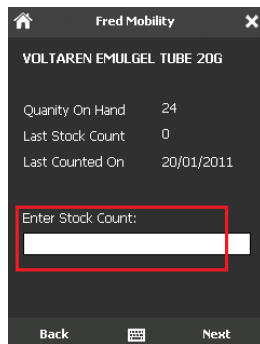 Fred Mobility
VOLTAREN EMULGEL TUBE 20G
Quanity On Hand 24
Last Stock Count 0
Last Counted On 20/01/2011
Enter Stock Count:
Back Next